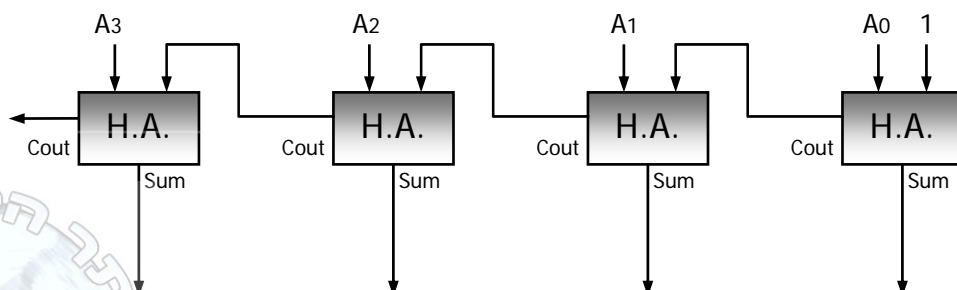 A3 A2 A1 A0 1
H.A. H.A. H.A. H.A.
Cout Cout Cout Cout
Sum Sum Sum Sum